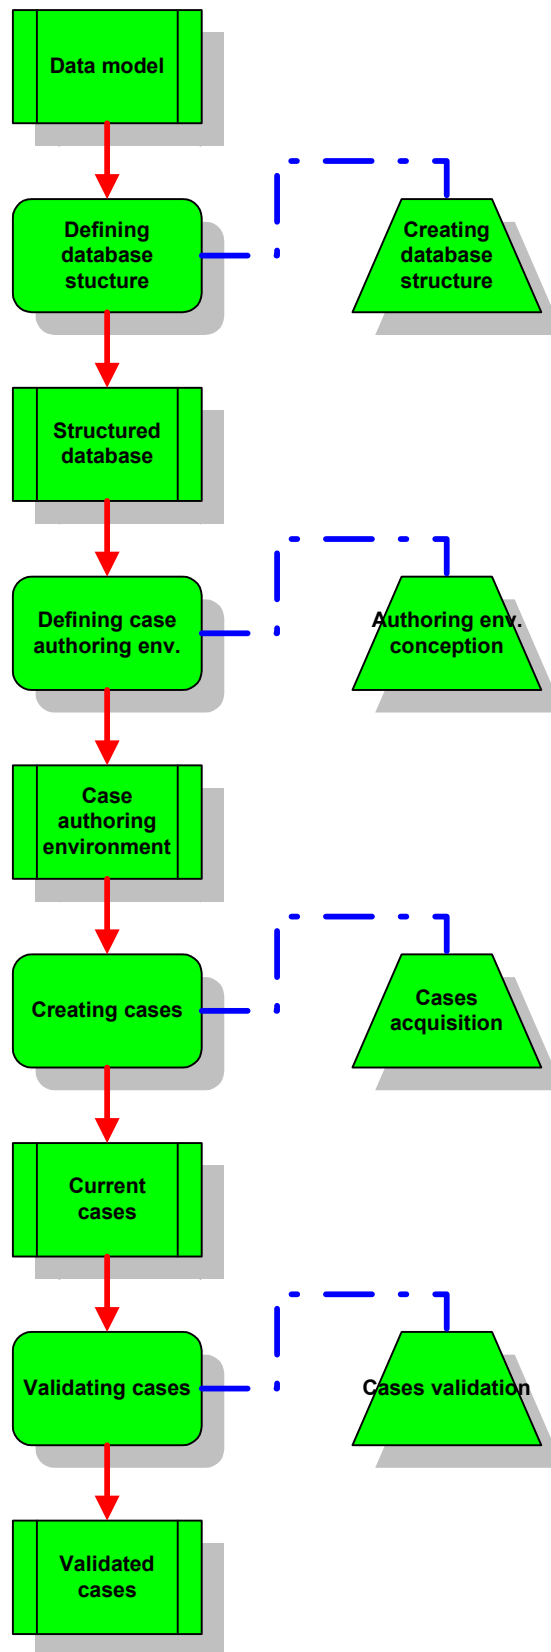 Data model
Defining
database
stucture
Creating
database
structure
Structured
database
Defining case
authoring env.
Authoring env.
conception
Case
authoring
environment
Creating cases
Cases
acquisition
Current
cases
Validating cases
Cases validation
Validated
cases